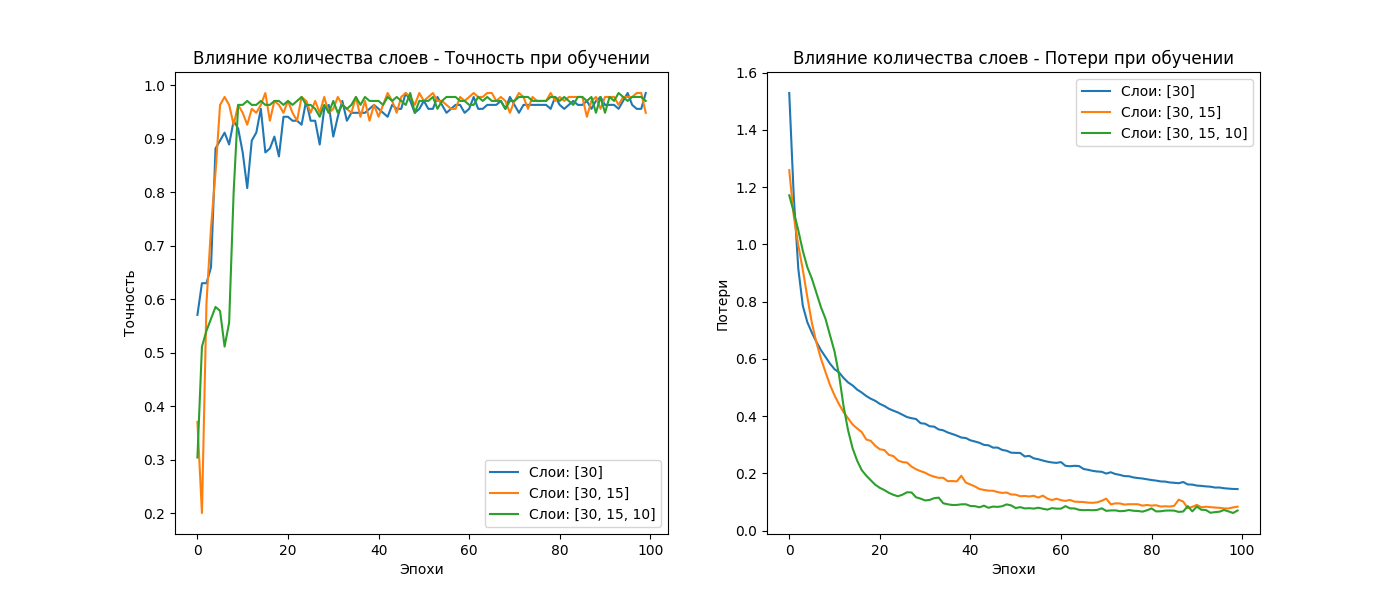 Влияние количества слоев - Точность при обучении
1.0
0.9
0.8
0.7
0.6
0.5
0.4
0.3
0.2
Точность
0 20 40 60 80 100
Эпохи
Слои: [30]
Слои: [30, 15]
Слои: [30, 15, 10]
Влияние количества слоев - Потери при обучении
1.6
1.4
1.2
1.0
0.8
0.6
0.4
0.2
0.0
Потери
0 20 40 60 80 100
Эпохи
Слои: [30]
Слои: [30, 15]
Слои: [30, 15, 10]